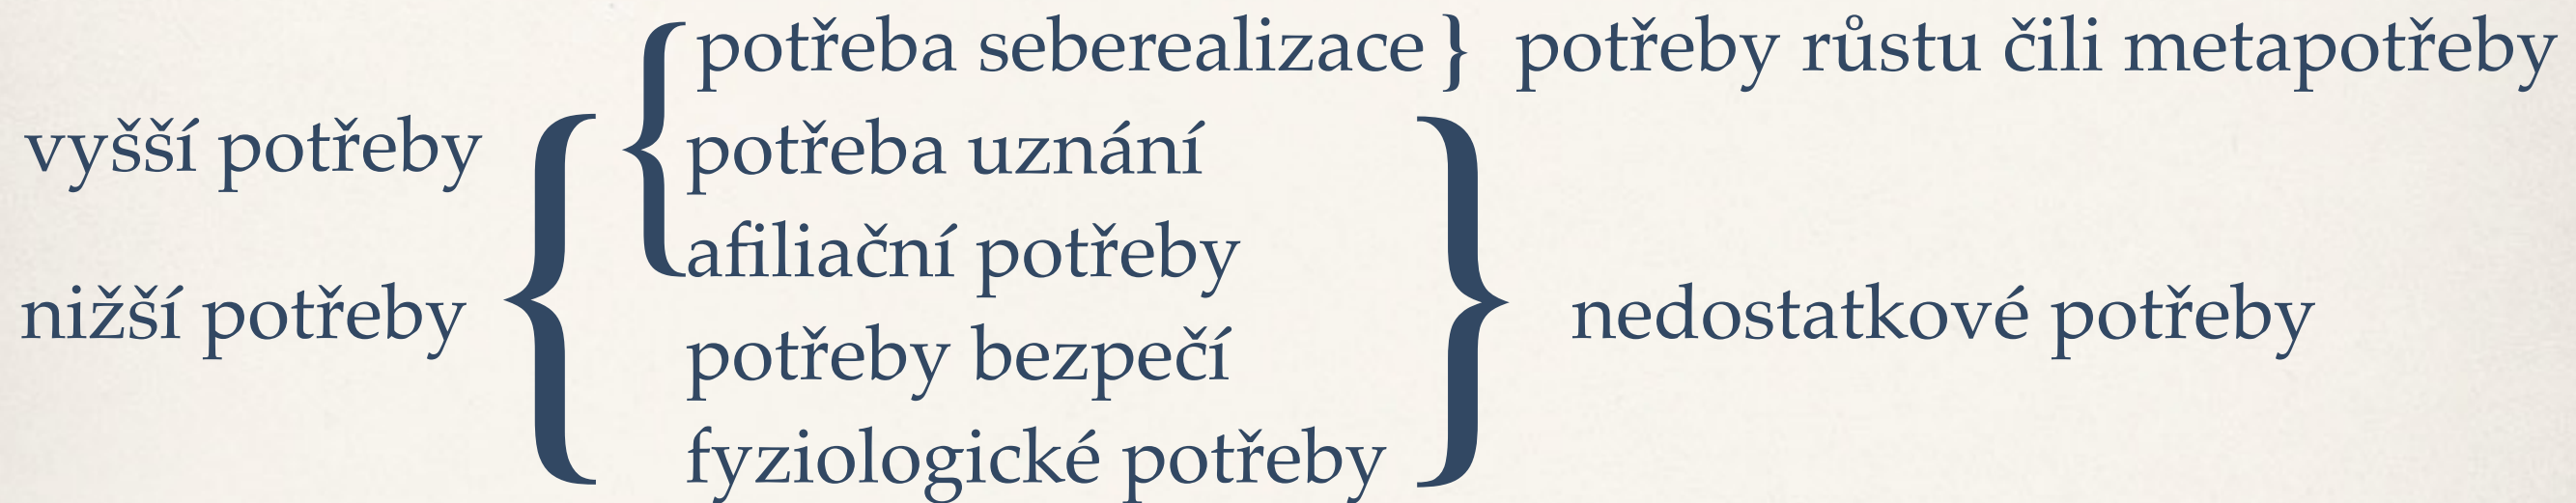 potřeba seberealizace } potřeby růstu čili metapotřeby
vyšší potřeby { { potřeba uznání }
afiliační potřeby
nižší potřeby nedostatkové potřeby
potřeby bezpečí
fyziologické potřeby